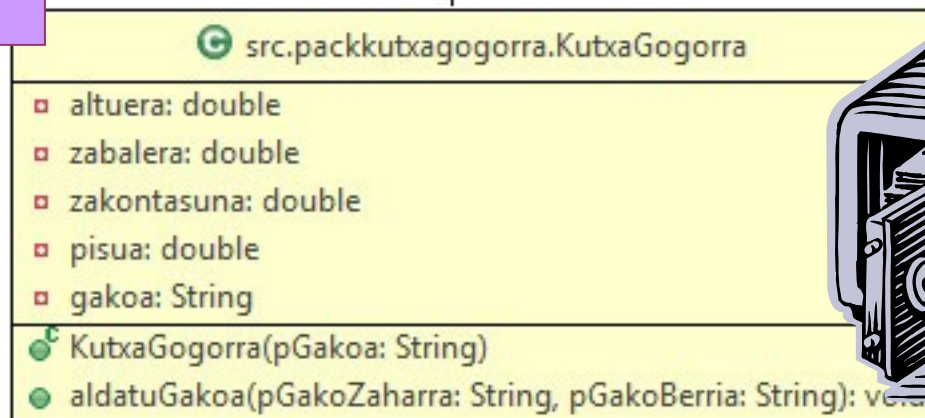 C src.packkutxagogorra.KutxaGogorra
altuera: double
zabalera: double
zakontasuna: double
pisua: double
gakoa: String
C KutxaGogorra(pGakoa: String)
aldatuGakoa(pGakoZaharra: String, pGakoBerria: String):